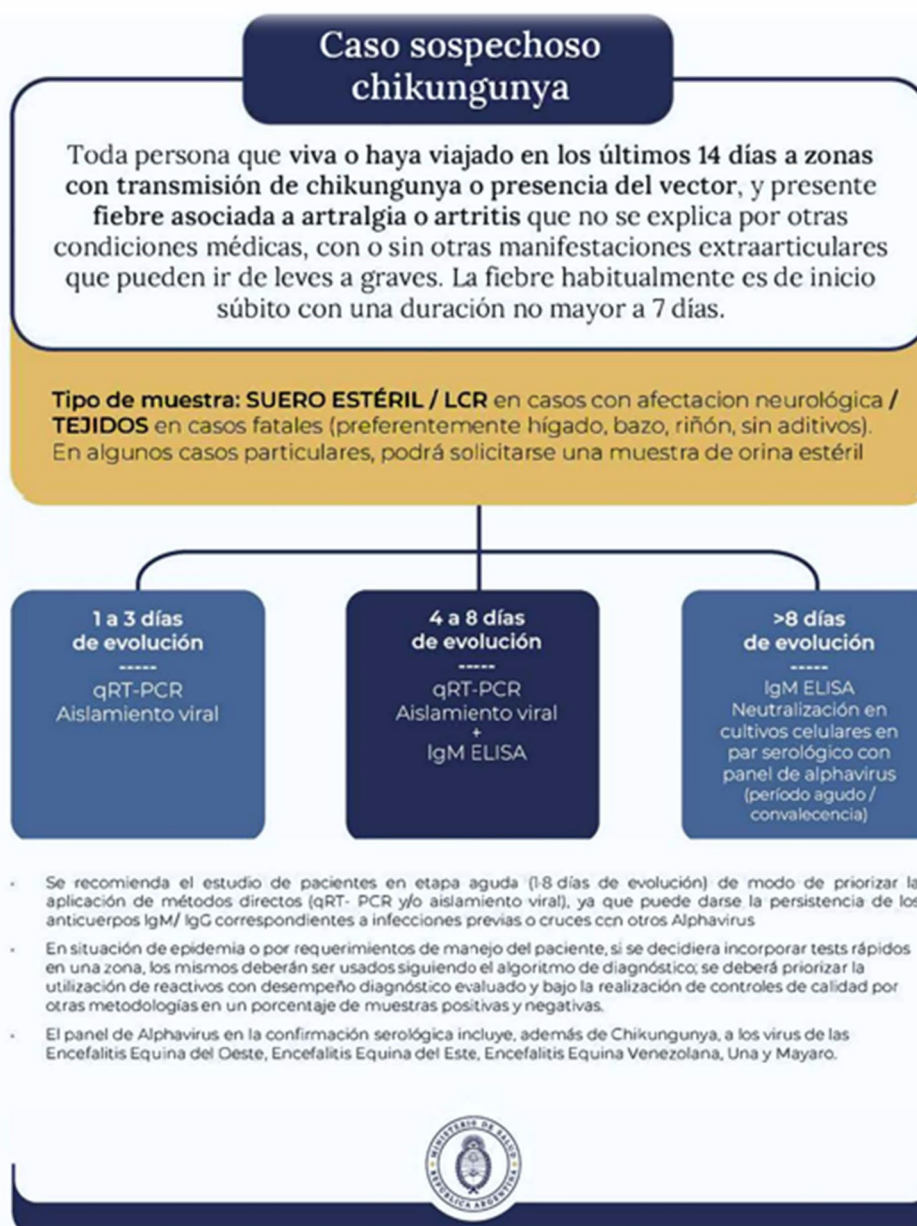 Caso sospechoso
chikungunya
Toda persona que viva o haya viajado en los últimos 14 días a zonas
con transmisión de chikungunya o presencia del vector, y presente
fiebre asociada a artralgia o artritis que no se explica por otras
condiciones médicas, con o sin otras manifestaciones extraarticulares
que pueden ir de leves a graves. La fiebre habitualmente es de inicio
súbito con una duración no mayor a 7 días.
Tipo de muestra: SUERO ESTÉRIL / LCR en casos con afectacion neurológica /
TEJIDOS en casos fatales (preferentemente hígado, bazo, riñón, sin aditivos).
En algunos casos particulares, podrá solicitarse una muestra de orina estéril
1 a 3 días
de evolución
-----
qRT-PCR
Aislamiento viral
4 a 8 días
de evolución
-----
qRT-PCR
Aislamiento viral
+
IgM ELISA
>8 días
de evolución
-----
IgM ELISA
Neutralización en
cultivos celulares en
par serológico con
panel de alphavirus
(período agudo /
convalecencia)
- Se recomienda el estudio de pacientes en etapa aguda (1-8 días de evolución) de modo de priorizar la
aplicación de métodos directos (qRT- PCR y/o aislamiento viral), ya que puede darse la persistencia de los
anticuerpos IgM/ IgG correspondientes a infecciones previas o cruces con otros Alphavirus
- En situación de epidemia o por requerimientos de manejo del paciente, si se decidiera incorporar tests rápidos
en una zona, los mismos deberán ser usados siguiendo el algoritmo de diagnóstico; se deberá priorizar la
utilización de reactivos con desempeño diagnóstico evaluado y bajo la realización de controles de calidad por
otras metodologías en un porcentaje de muestras positivas y negativas.
- El panel de Alphavirus en la confirmación serológica incluye, además de Chikungunya, a los virus de las
Encefalitis Equina del Oeste, Encefalitis Equina del Este, Encefalitis Equina Venezolana, Una y Mayaro.
MINISTERIO DE SALUD
REPÚBLICA ARGENTINA